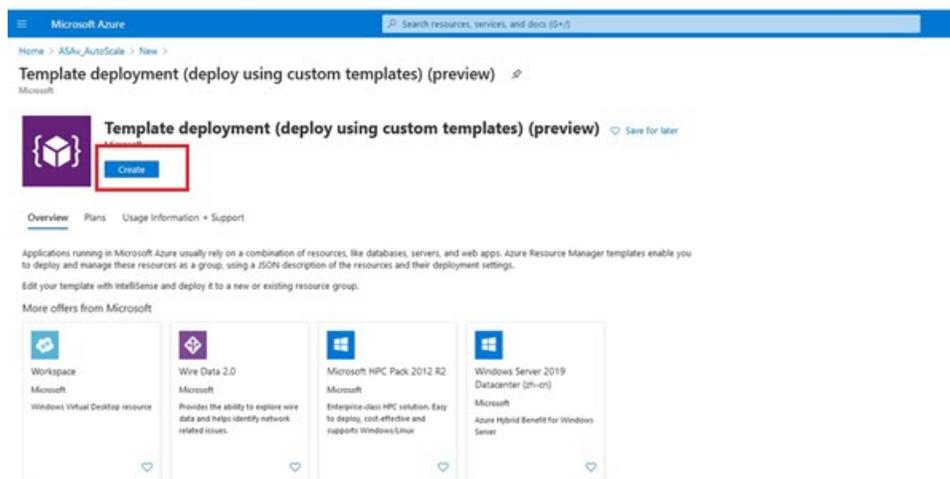 Microsoft Azure
Search resources, services, and docs (G+/)
Home > ASAv_AutoScale > New >
Template deployment (deploy using custom templates) (preview)
Microsoft
Template deployment (deploy using custom templates) (preview)
Save for later
Microsoft
Create
Overview Plans Usage Information + Support
Applications running in Microsoft Azure usually rely on a combination of resources, like databases, servers, and web apps. Azure Resource Manager templates enable you
to deploy and manage these resources as a group, using a JSON description of the resources and their deployment settings.
Edit your template with IntelliSense and deploy it to a new or existing resource group.
More offers from Microsoft
Workspace
Microsoft
Windows Virtual Desktop resource
Wire Data 2.0
Microsoft
Provides the ability to explore wire
data and helps identify network
related issues.
Microsoft HPC Pack 2012 R2
Microsoft
Enterprise-class HPC solution. Easy
to deploy, cost-effective and
supports Windows/Linux
Windows Server 2019
Datacenter (zh-cn)
Microsoft
Azure Hybrid Benefit for Windows
Server